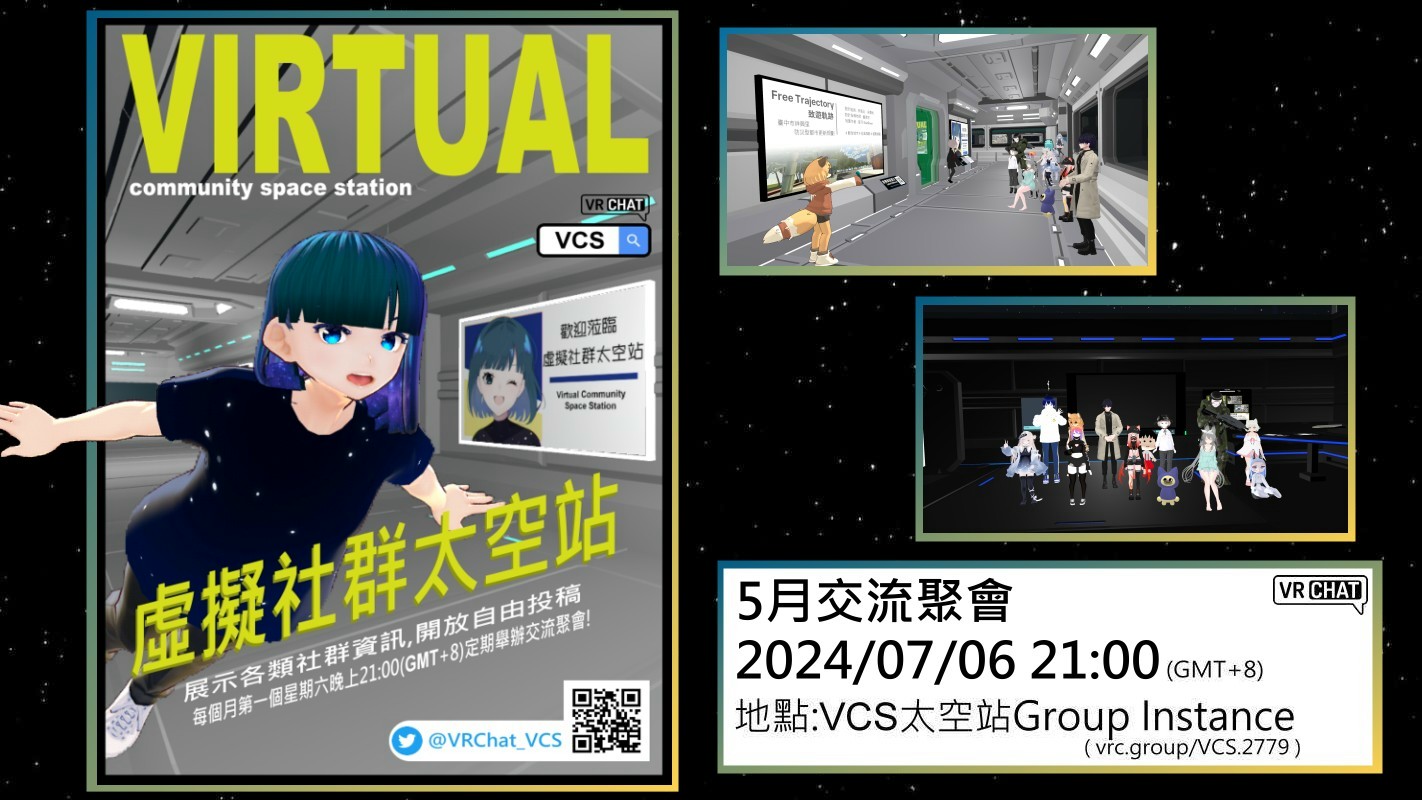 VIRTUAL
community space station
VR CHAT
VCS
歡迎蒞臨
虛擬社群太空站
Virtual Community
Space Station
虛擬社群太空站
展示各類社群資訊,開放自由投稿
每個月第一個星期六晚上21:00(GMT+8)定期舉辦交流聚會!
@VRChat_VCS
Free Trajectory
致遊軌跡
5月交流聚會
VR CHAT
2024/07/06 21:00 (GMT+8)
地點:VCS太空站Group Instance
( vrc.group/VCS.2779 )